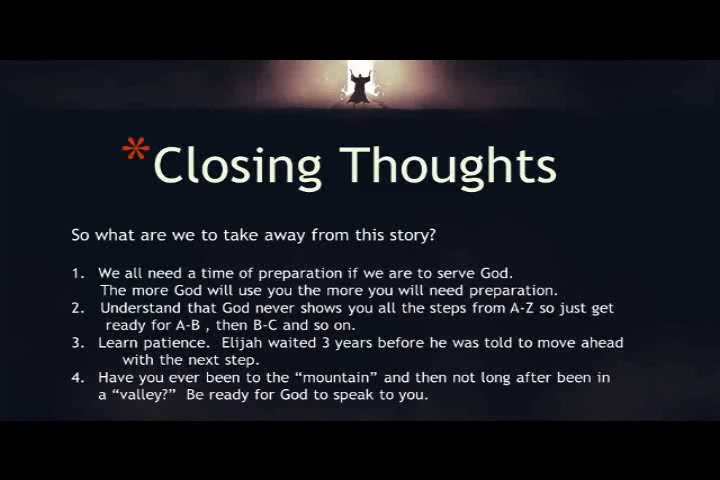 *Closing Thoughts
So what are we to take away from this story?
1. We all need a time of preparation if we are to serve God.
The more God will use you the more you will need preparation.
2. Understand that God never shows you all the steps from A-Z so just get
ready for A-B , then B-C and so on.
3. Learn patience. Elijah waited 3 years before he was told to move ahead
with the next step.
4. Have you ever been to the “mountain” and then not long after been in
a “valley?” Be ready for God to speak to you.